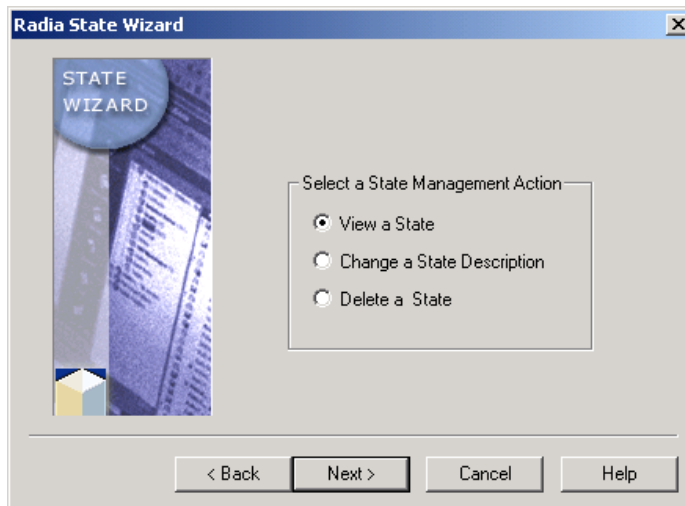 Radia State Wizard
STATE
WIZARD
Select a State Management Action
View a State
Change a State Description
Delete a State
< Back Next > Cancel Help